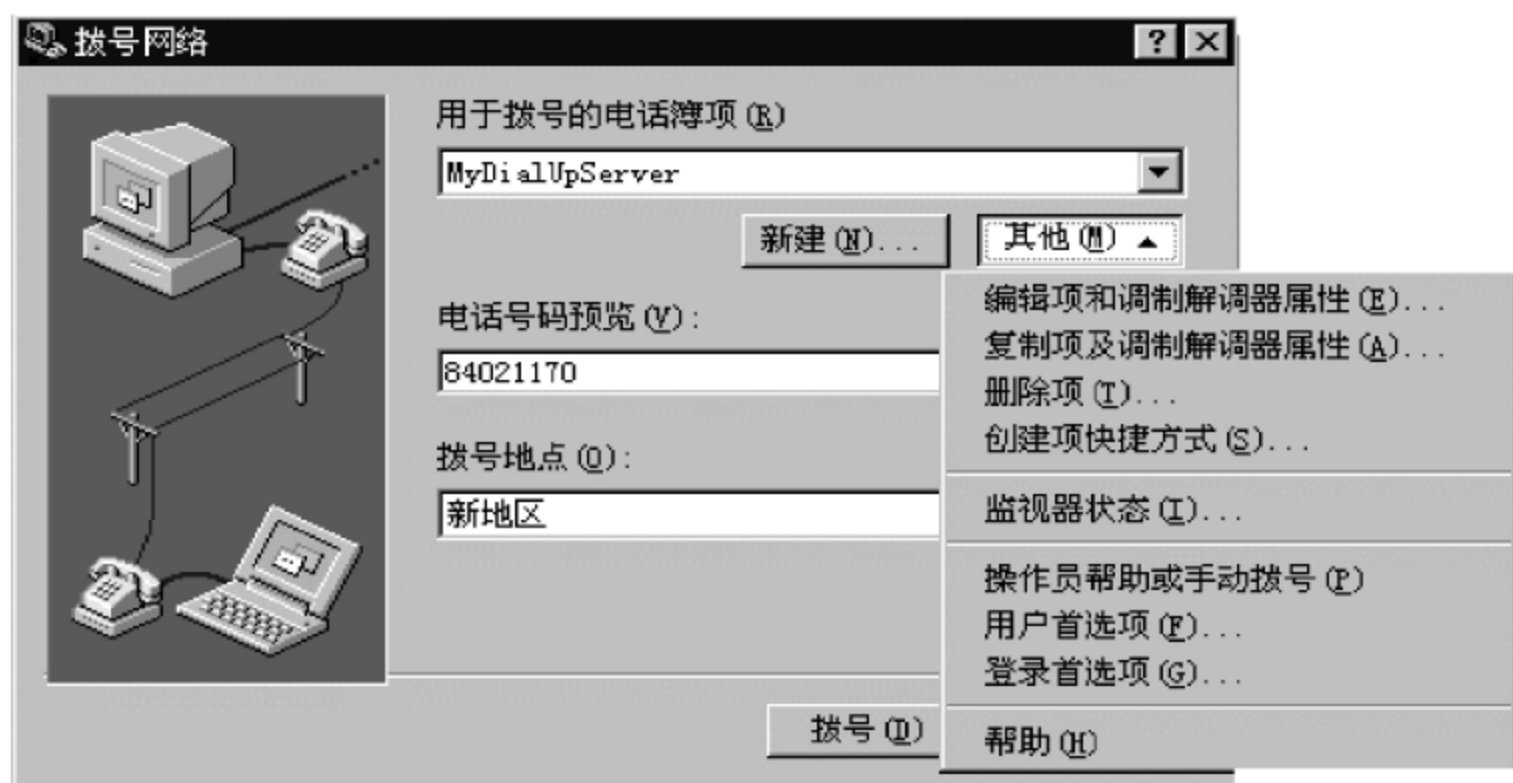 拨号网络
用于拨号的电话簿项(R)
MyDialUpServer
新建(N)...
其他(M)
电话号码预览(V):
84021170
拨号地点(O):
新地区
拨号(D)
编辑项和调制解调器属性(E)...
复制项及调制解调器属性(A)...
删除项(T)...
创建项快捷方式(S)...
监视器状态(I)...
操作员帮助或手动拨号(P)
用户首选项(F)...
登录首选项(G)...
帮助(H)